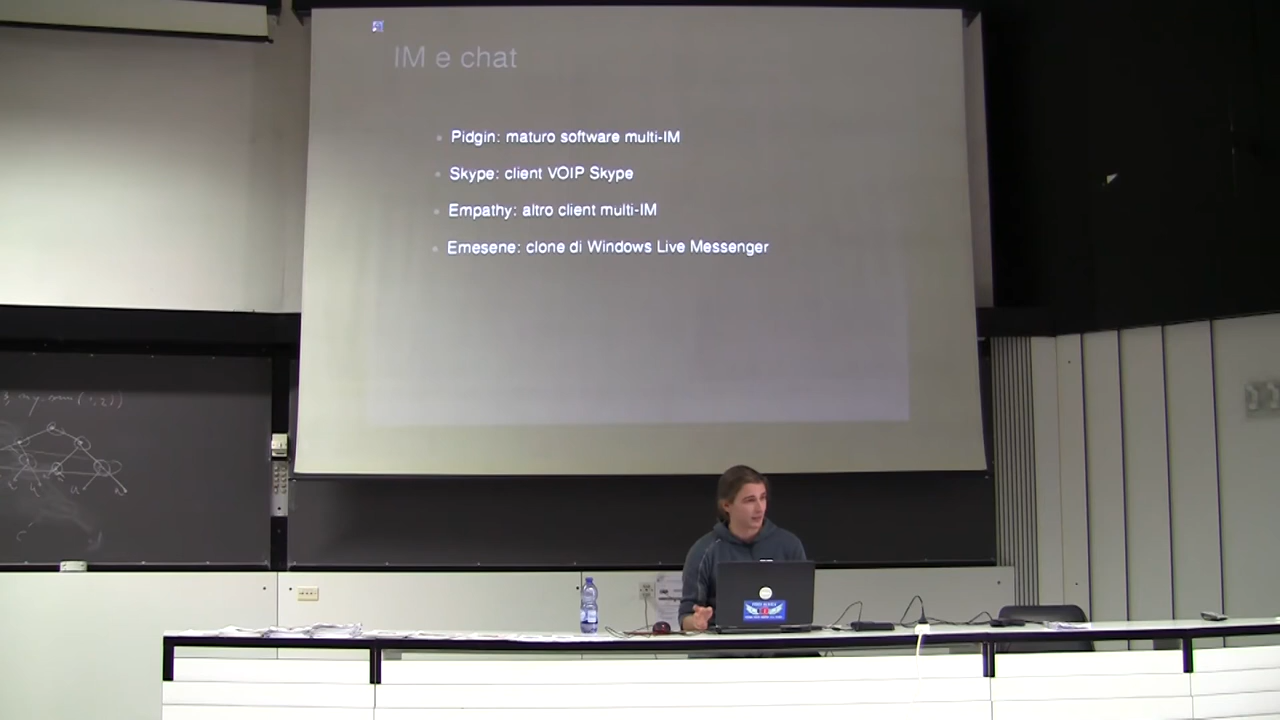 IM e chat
Pidgin: maturo software multi-IM
Skype: client VOIP Skype
Empathy: altro client multi-IM
Emesene: clone di Windows Live Messenger